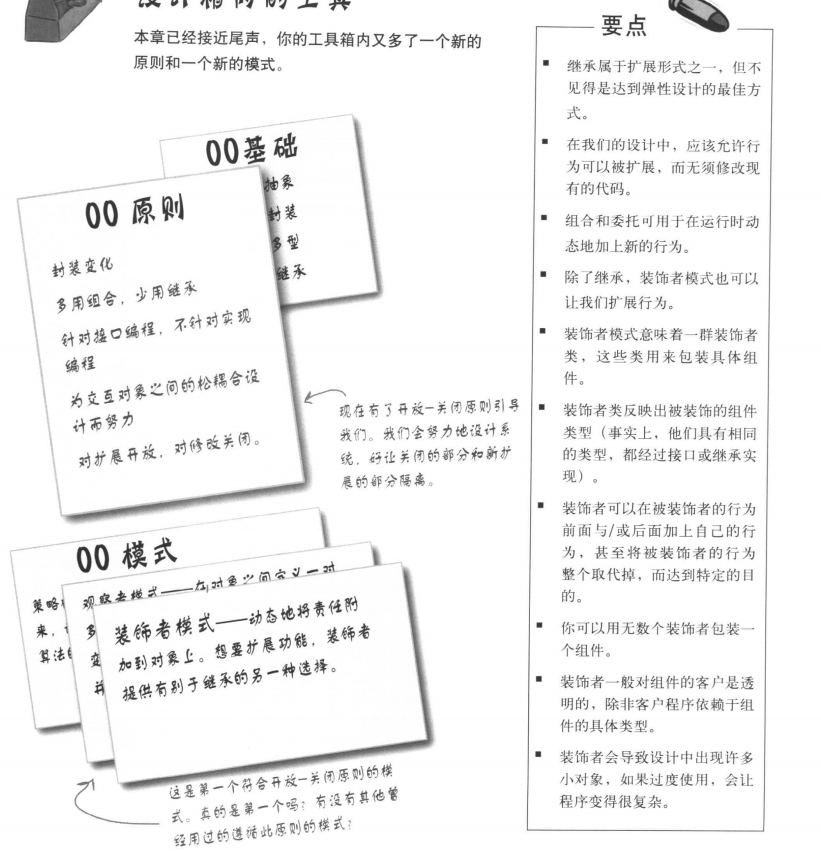 设计箱内的工具
本章已经接近尾声，你的工具箱内又多了一个新的
原则和一个新的模式。
OO基础
抽象
封装
多型
继承
OO 原则
封装变化
多用组合，少用继承
针对接口编程，不针对实现
编程
为交互对象之间的松耦合设
计而努力
对扩展开放，对修改关闭。
现在有了开放—关闭原则引导
我们。我们会努力地设计系
统，好让关闭的部分和新扩
展的部分隔离。
OO 模式
策略
来，
算法的
观察者模式——在对象之间定义一对
多
变
并
装饰者模式——动态地将责任附
加到对象上。想要扩展功能，装饰者
提供有别于继承的另一种选择。
这是第一个符合开放—关闭原则的模
式。真的是第一个吗？有没有其他曾
经用过的遵循此原则的模式？
要点
■ 继承属于扩展形式之一，但不
见得是达到弹性设计的最佳方
式。
■ 在我们的设计中，应该允许行
为可以被扩展，而无须修改现
有的代码。
■ 组合和委托可用于在运行时动
态地加上新的行为。
■ 除了继承，装饰者模式也可以
让我们扩展行为。
■ 装饰者模式意味着一群装饰者
类，这些类用来包装具体组
件。
■ 装饰者类反映出被装饰的组件
类型（事实上，他们具有相同
的类型，都经过接口或继承实
现）。
■ 装饰者可以在被装饰者的行为
前面与/或后面加上自己的行
为，甚至将被装饰者的行为
整个取代掉，而达到特定的目
的。
■ 你可以用无数个装饰者包装一
个组件。
■ 装饰者一般对组件的客户是透
明的，除非客户程序依赖于组
件的具体类型。
■ 装饰者会导致设计中出现许多
小对象，如果过度使用，会让
程序变得很复杂。